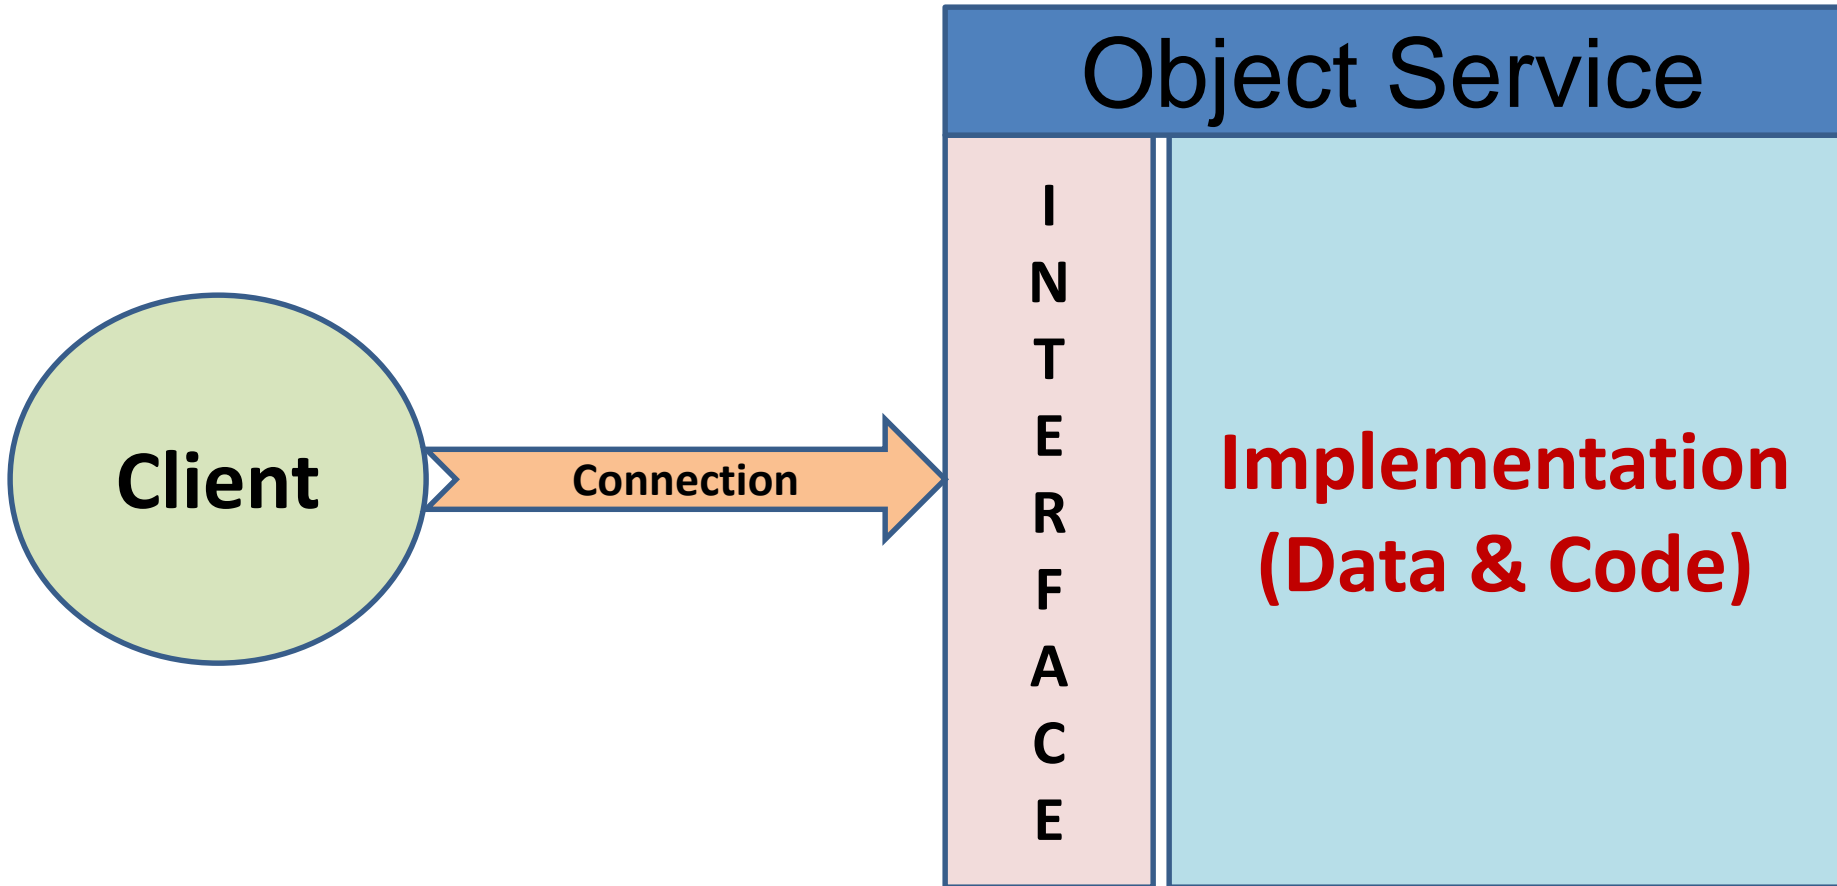 Object Service
I
N
T
E
R
F
A
C
E
Client
Connection
Implementation
(Data & Code)